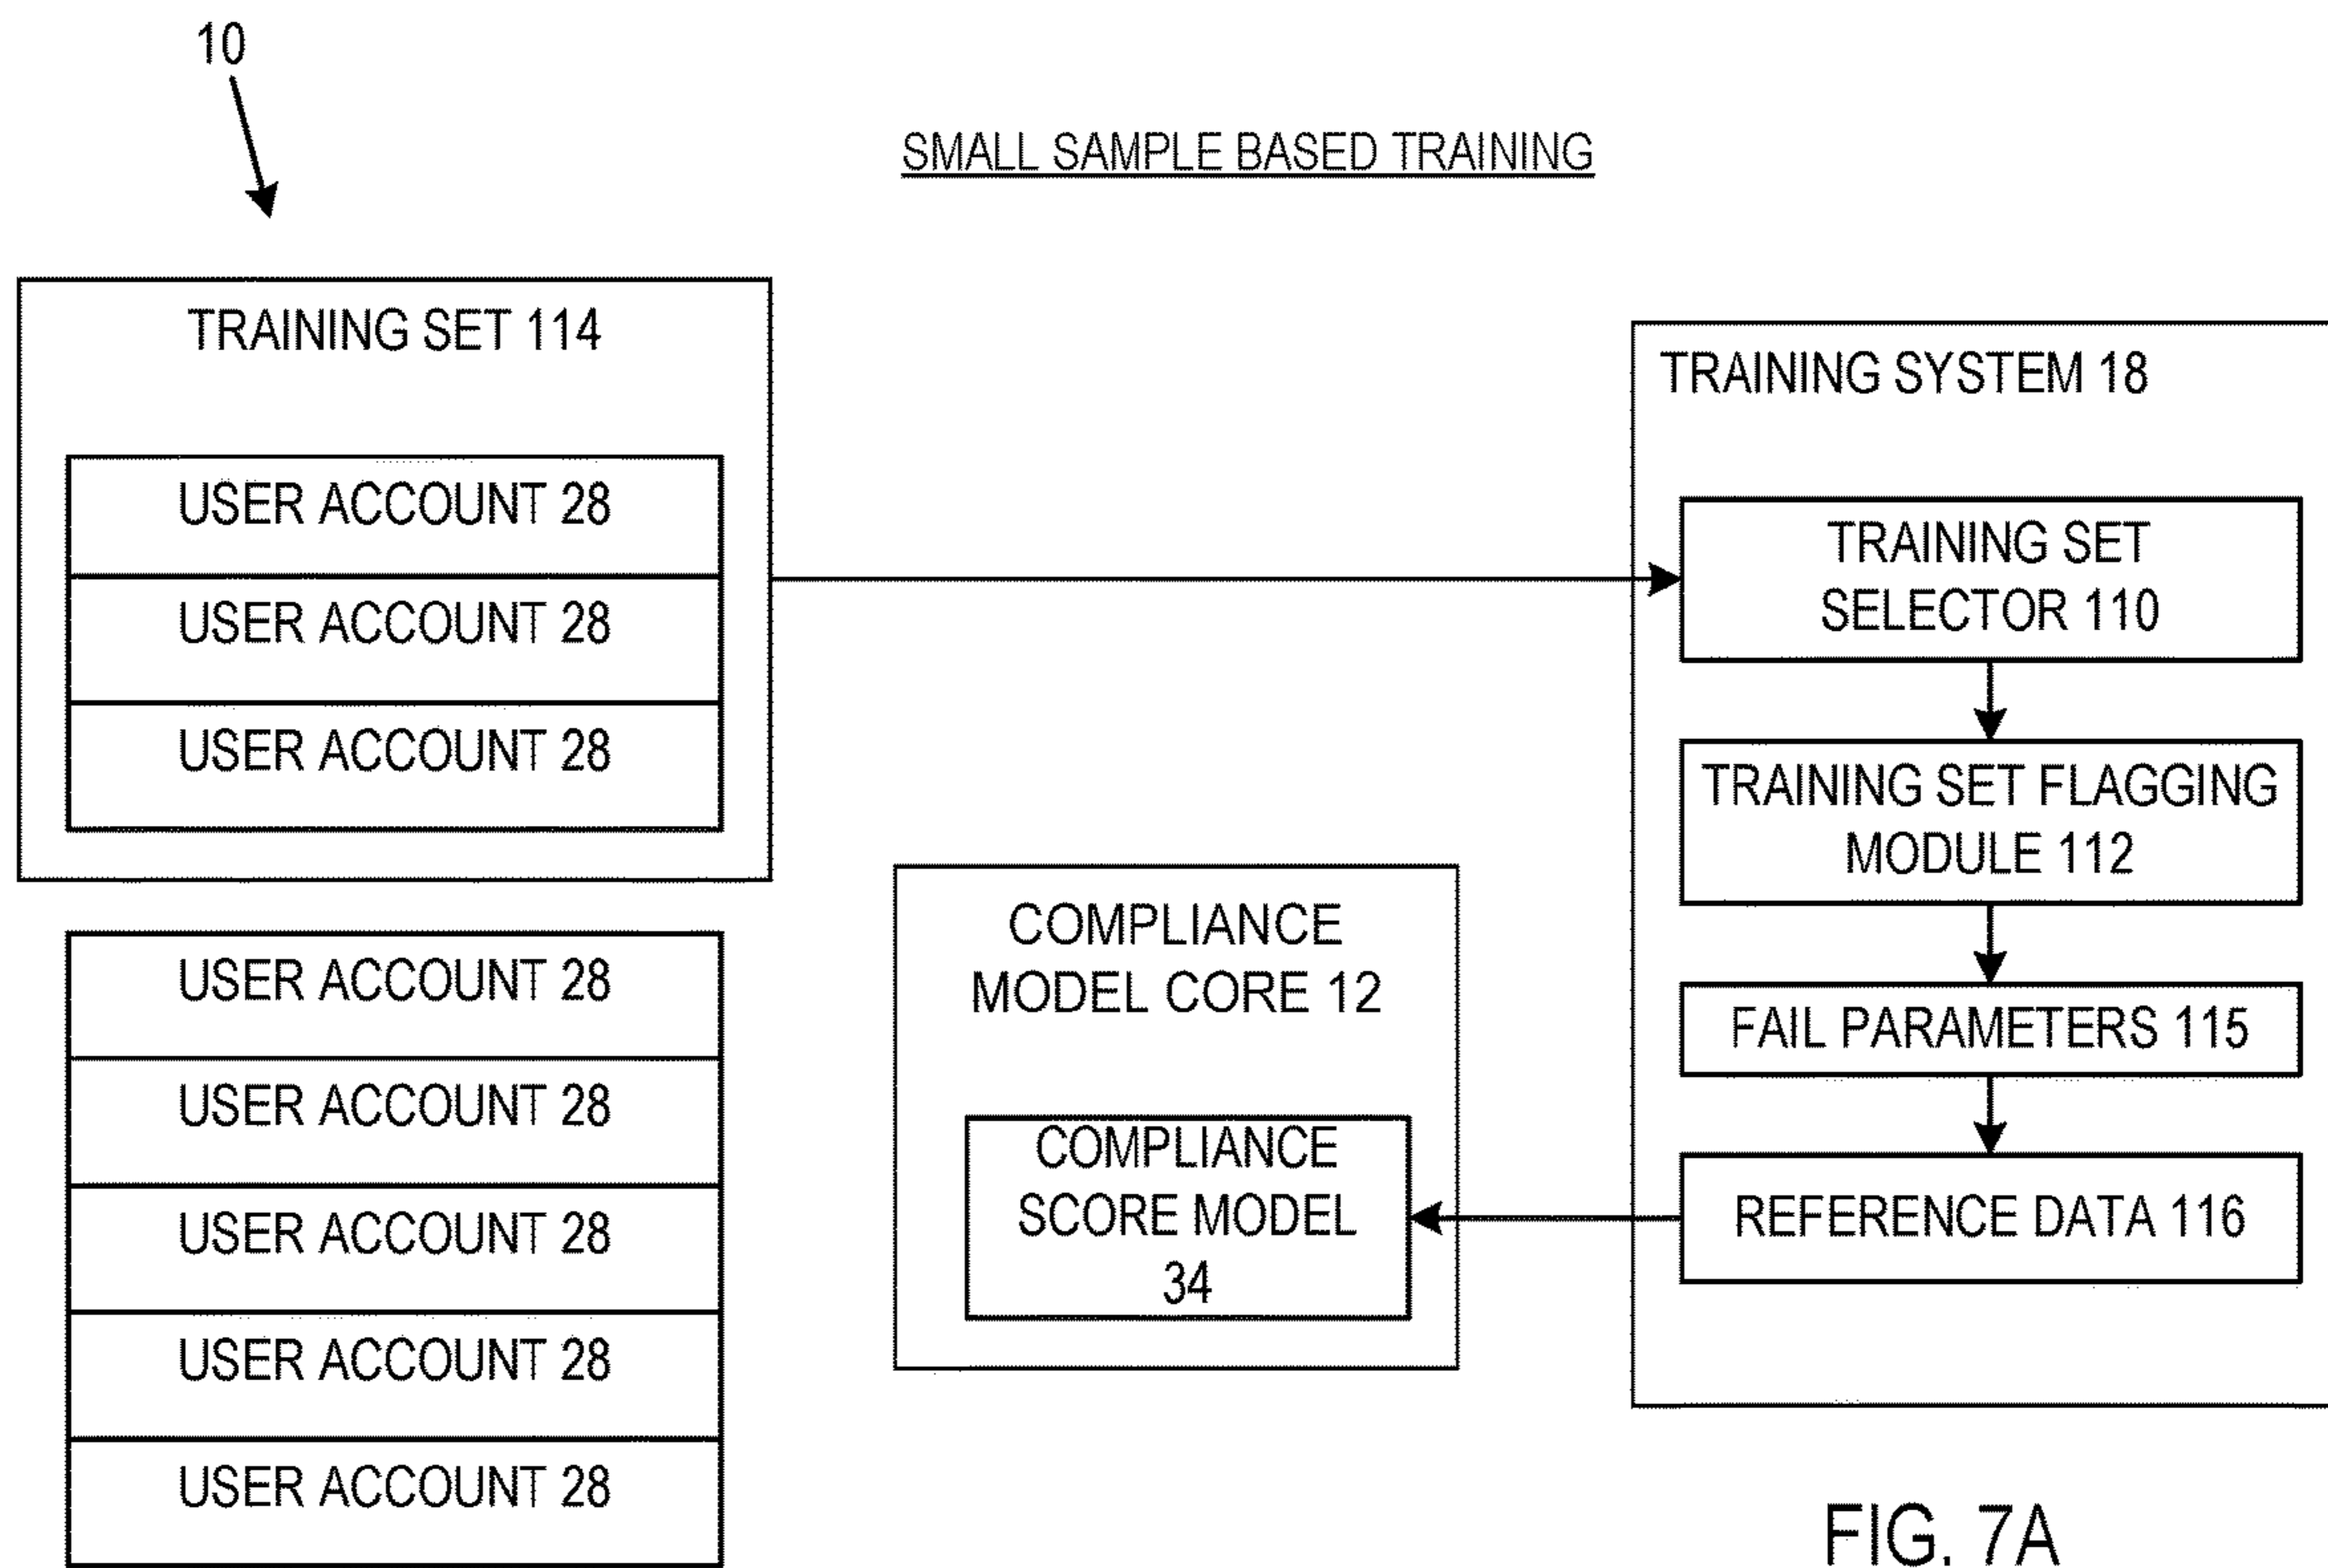 10
SMALL SAMPLE BASED TRAINING
TRAINING SET 114
USER ACCOUNT 28
USER ACCOUNT 28
USER ACCOUNT 28
USER ACCOUNT 28
USER ACCOUNT 28
USER ACCOUNT 28
USER ACCOUNT 28
USER ACCOUNT 28
COMPLIANCE
MODEL CORE 12
COMPLIANCE
SCORE MODEL
34
TRAINING SYSTEM 18
TRAINING SET
SELECTOR 110
TRAINING SET FLAGGING
MODULE 112
FAIL PARAMETERS 115
REFERENCE DATA 116
FIG. 7A